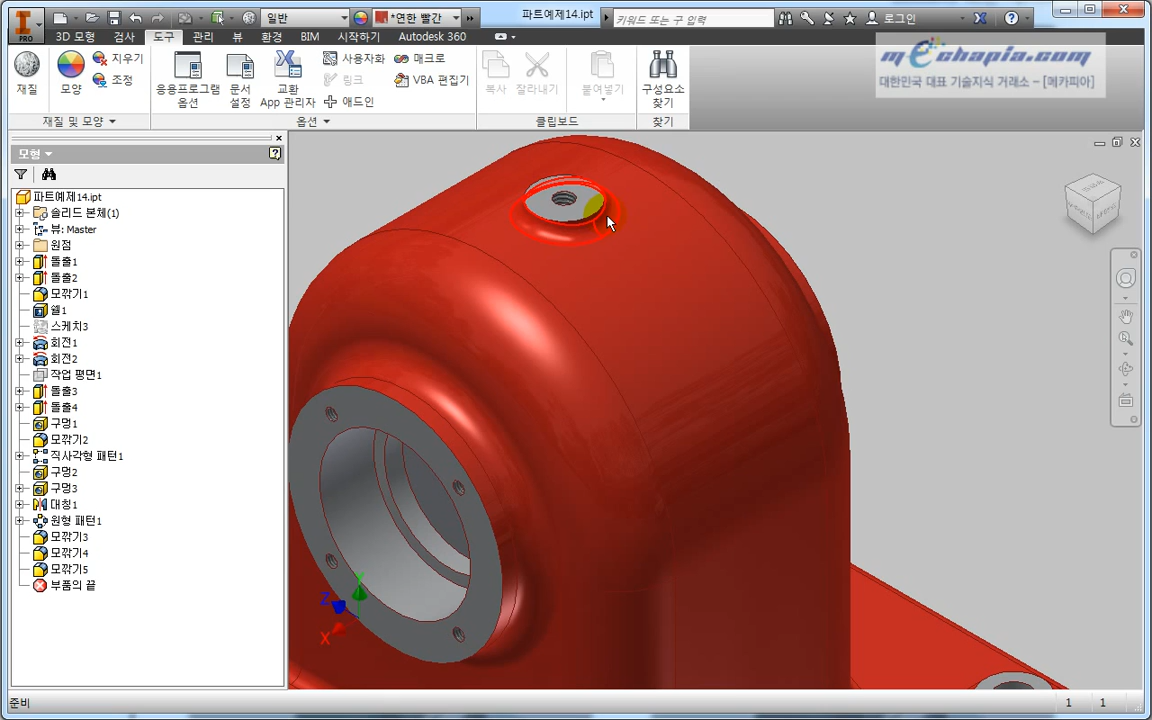 일반
*연한 빨간
파트예제14.ipt
키워드 또는 구 입력
로그인
PRO
3D 모형
검사
도구
관리
뷰
환경
BIM
시작하기
Autodesk 360
mechapia.com
대한민국 대표 기술지식 거래소 - [메카피아]
재질
모양
지우기
조정
응용프로그램
옵션
문서
설정
교환
App 관리자
사용자화
링크
애드인
매크로
VBA 편집기
복사
잘라내기
붙여넣기
구성요소
찾기
재질 및 모양
옵션
클립보드
찾기
모형
파트예제14.ipt
솔리드 본체(1)
뷰: Master
원점
돌출1
돌출2
모깎기1
쉘1
스케치3
회전1
회전2
작업 평면1
돌출3
돌출4
구멍1
모깎기2
직사각형 패턴1
구멍2
구멍3
대칭1
원형 패턴1
모깎기3
모깎기4
모깎기5
부품의 끝
Z
Y
X
준비
1
1